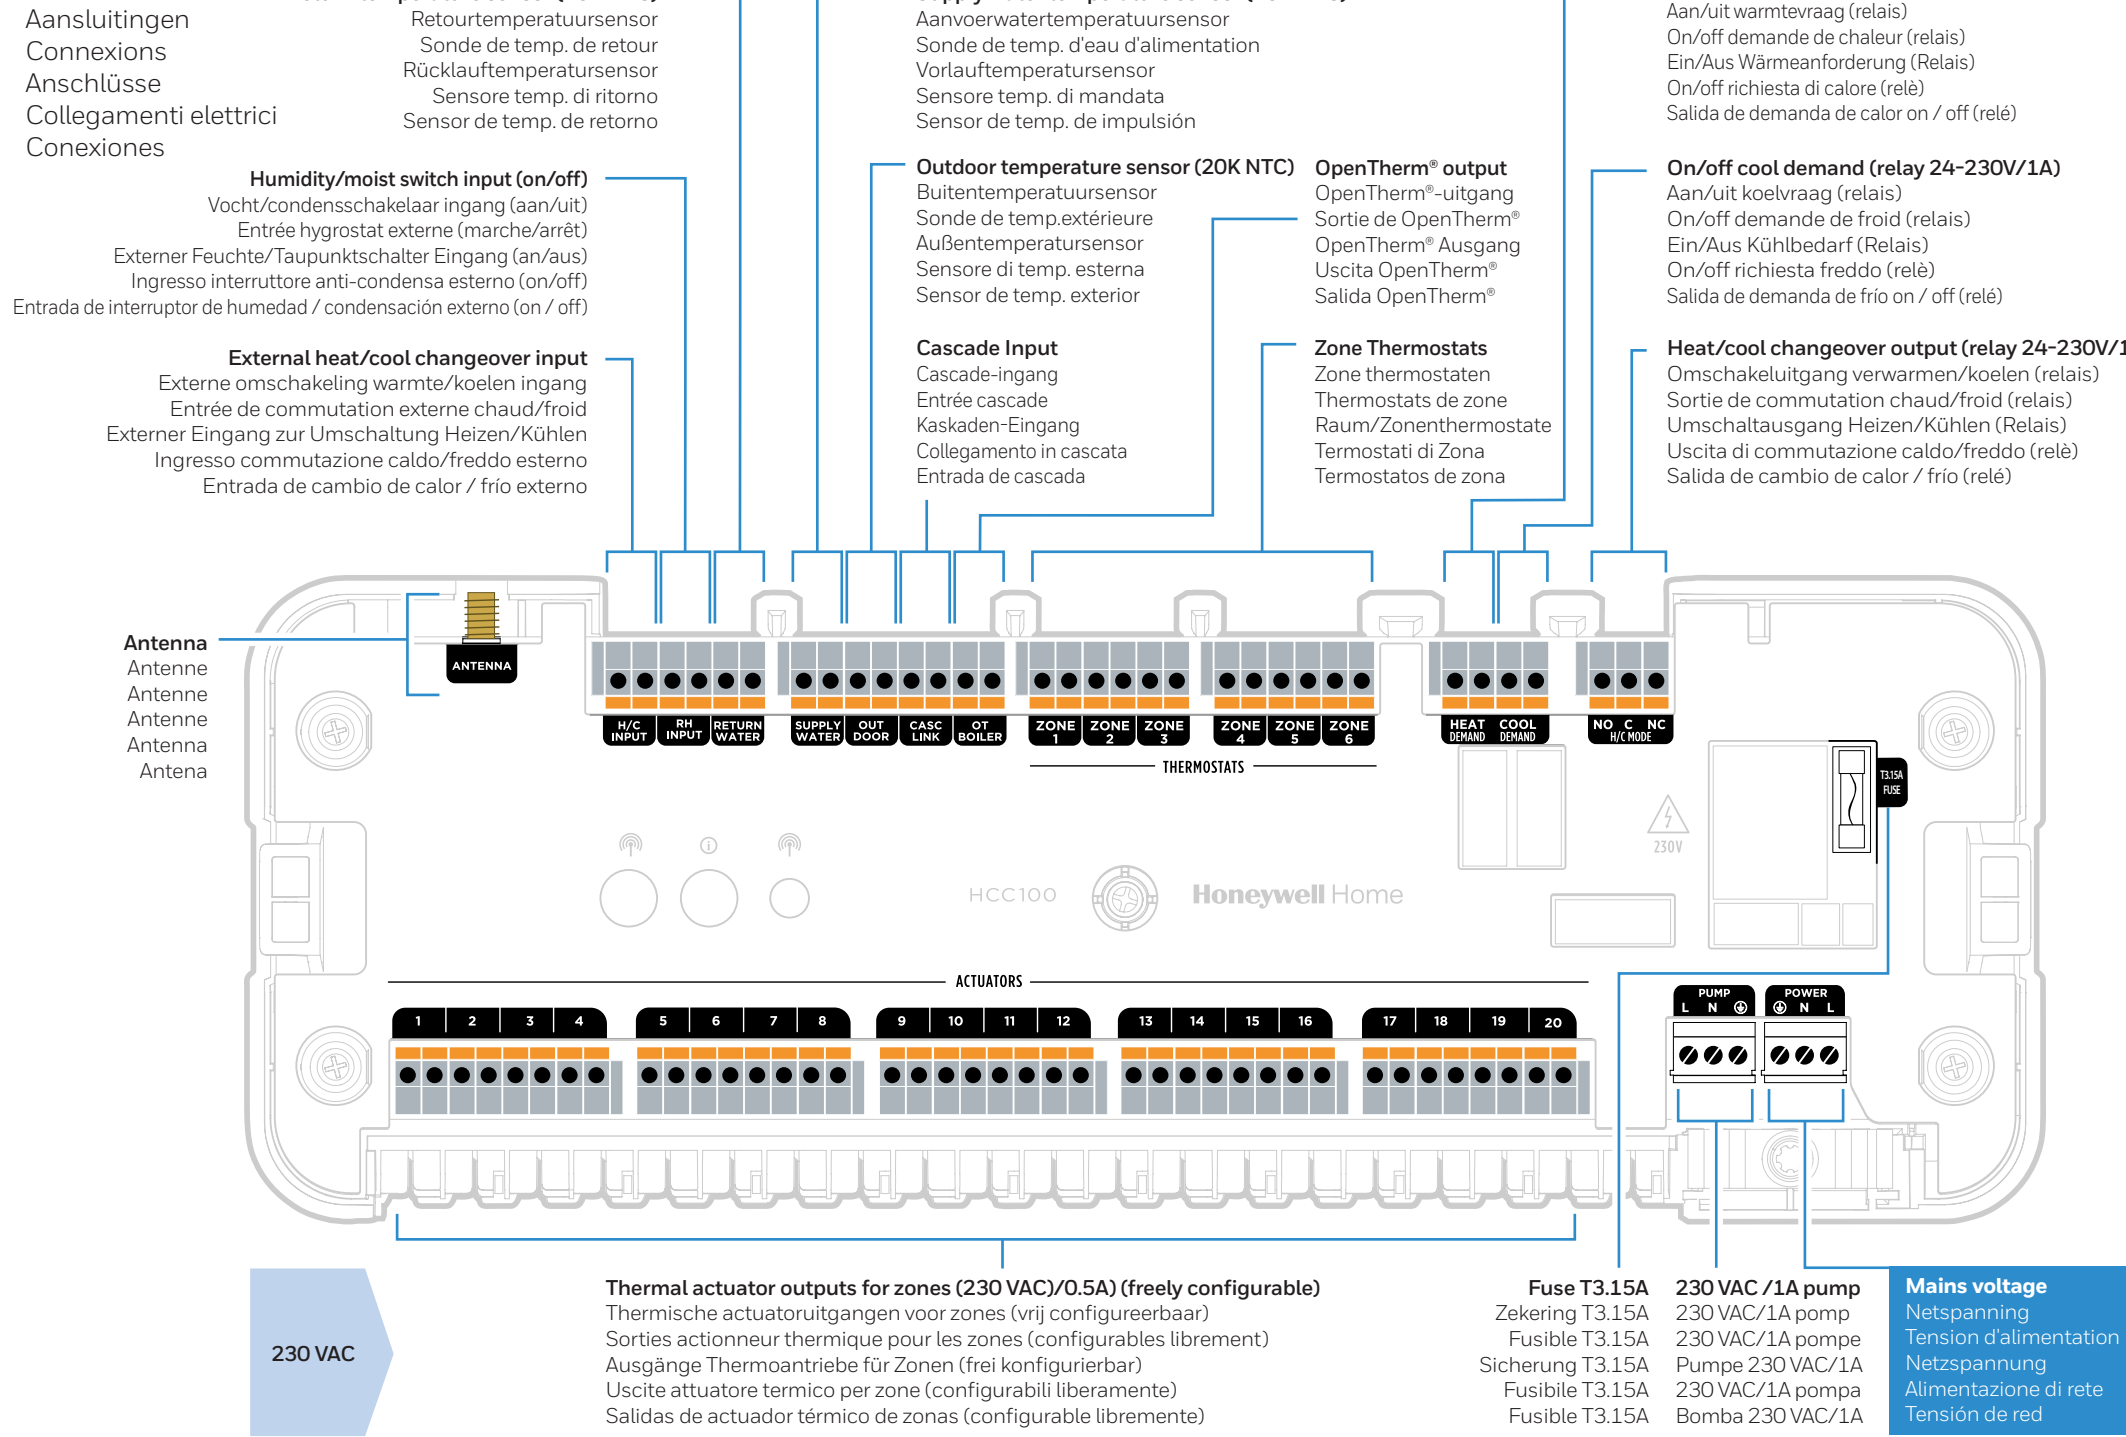 Aansluitingen
Connexions
Anschlüsse
Collegamenti elettrici
Conexiones
Retourtemperatuursensor
Sonde de temp. de retour
Rücklauftemperatursensor
Sensore temp. di ritorno
Sensor de temp. de retorno
Aanvoerwatertemperatuursensor
Sonde de temp. d'eau d'alimentation
Vorlauftemperatursensor
Sensore temp. di mandata
Sensor de temp. de impulsión
Aan/uit warmtevraag (relais)
On/off demande de chaleur (relais)
Ein/Aus Wärmeanforderung (Relais)
On/off richiesta di calore (relè)
Salida de demanda de calor on / off (relé)
Humidity/moist switch input (on/off)
Vocht/condensschakelaar ingang (aan/uit)
Entrée hygrostat externe (marche/arrêt)
Externer Feuchte/Taupunktschalter Eingang (an/aus)
Ingresso interruttore anti-condensa esterno (on/off)
Entrada de interruptor de humedad / condensación externo (on / off)
Outdoor temperature sensor (20K NTC)
Buitentemperatuursensor
Sonde de temp.extérieure
Außentemperatursensor
Sensore di temp. esterna
Sensor de temp. exterior
OpenTherm® output
OpenTherm®-uitgang
Sortie de OpenTherm®
OpenTherm® Ausgang
Uscita OpenTherm®
Salida OpenTherm®
On/off cool demand (relay 24-230V/1A)
Aan/uit koelvraag (relais)
On/off demande de froid (relais)
Ein/Aus Kühlbedarf (Relais)
On/off richiesta freddo (relè)
Salida de demanda de frío on / off (relé)
External heat/cool changeover input
Externe omschakeling warmte/koelen ingang
Entrée de commutation externe chaud/froid
Externer Eingang zur Umschaltung Heizen/Kühlen
Ingresso commutazione caldo/freddo esterno
Entrada de cambio de calor / frío externo
Cascade Input
Cascade-ingang
Entrée cascade
Kaskaden-Eingang
Collegamento in cascata
Entrada de cascada
Zone Thermostats
Zone thermostaten
Thermostats de zone
Raum/Zonenthermostate
Termostati di Zona
Termostatos de zona
Heat/cool changeover output (relay 24-230V/1
Omschakeluitgang verwarmen/koelen (relais)
Sortie de commutation chaud/froid (relais)
Umschaltausgang Heizen/Kühlen (Relais)
Uscita di commutazione caldo/freddo (relè)
Salida de cambio de calor / frío (relé)
Antenna
Antenne
Antenne
Antenne
Antenna
Antena
ANTENNA
H/C INPUT
RH INPUT
RETURN WATER
SUPPLY WATER
OUT DOOR
CASC LINK
OT BOILER
ZONE 1
ZONE 2
ZONE 3
ZONE 4
ZONE 5
ZONE 6
THERMOSTATS
HEAT DEMAND
COOL DEMAND
NO C NC
H/C MODE
T3.15A
FUSE
230V
HCC100
Honeywell Home
ACTUATORS
1 2 3 4
5 6 7 8
9 10 11 12
13 14 15 16
17 18 19 20
PUMP
L N
POWER
N L
230 VAC
Thermal actuator outputs for zones (230 VAC)/0.5A) (freely configurable)
Thermische actuatoruitgangen voor zones (vrij configureerbaar)
Sorties actionneur thermique pour les zones (configurables librement)
Ausgänge Thermoantriebe für Zonen (frei konfigurierbar)
Uscite attuatore termico per zone (configurabili liberamente)
Salidas de actuador térmico de zonas (configurable libremente)
Fuse T3.15A
Zekering T3.15A
Fusible T3.15A
Sicherung T3.15A
Fusibile T3.15A
Fusible T3.15A
230 VAC /1A pump
230 VAC/1A pomp
230 VAC/1A pompe
Pumpe 230 VAC/1A
230 VAC/1A pompa
Bomba 230 VAC/1A
Mains voltage
Netspanning
Tension d'alimentation
Netzspannung
Alimentazione di rete
Tensión de red